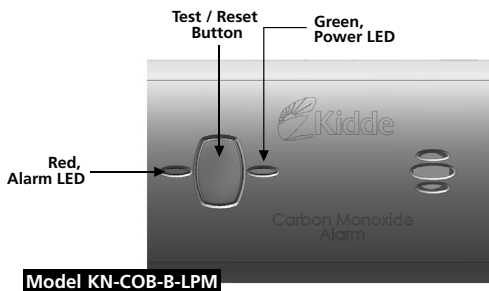 Test / Reset
Button
Green,
Power LED
Kidde
Red,
Alarm LED
Carbon Monoxide
Alarm
Model KN-COB-B-LPM